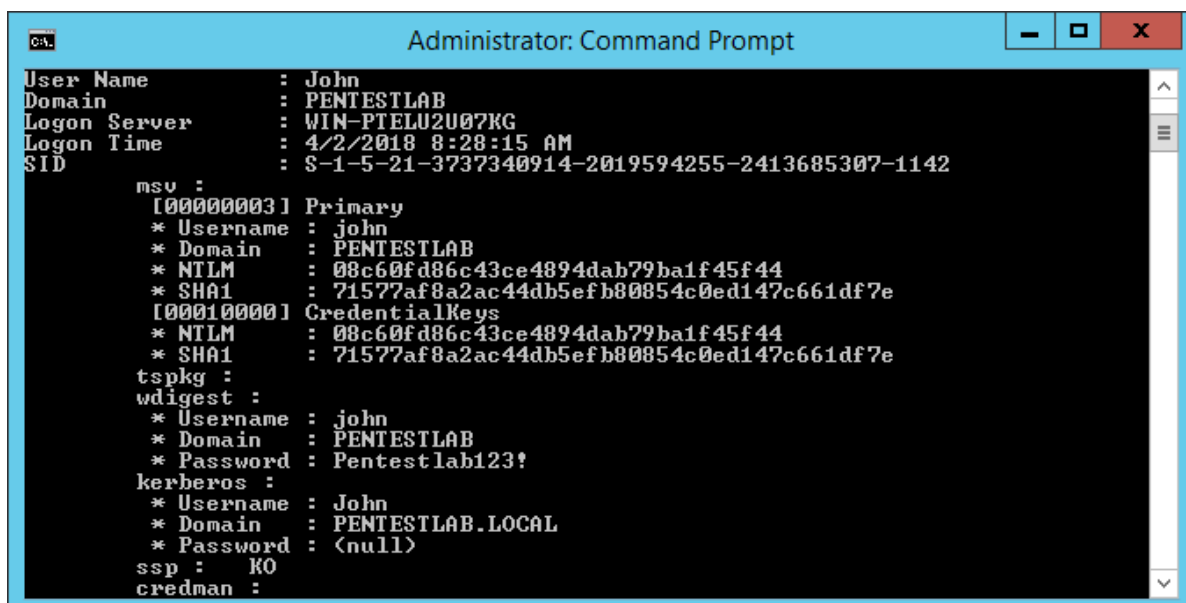 Administrator: Command Prompt
User Name : John
Domain : PENTESTLAB
Logon Server : WIN-PTELU2U07KG
Logon Time : 4/2/2018 8:28:15 AM
SID : S-1-5-21-3737340914-2019594255-2413685307-1142
msv :
[00000003] Primary
* Username : john
* Domain : PENTESTLAB
* NTLM : 08c60fd86c43ce4894dab79ba1f45f44
* SHA1 : 71577af8a2ac44db5efb80854c0ed147c661df7e
[00010000] CredentialKeys
* NTLM : 08c60fd86c43ce4894dab79ba1f45f44
* SHA1 : 71577af8a2ac44db5efb80854c0ed147c661df7e
tspkg :
wdigest :
* Username : john
* Domain : PENTESTLAB
* Password : Pentestlab123!
kerberos :
* Username : John
* Domain : PENTESTLAB.LOCAL
* Password : (null)
ssp : KO
credman :